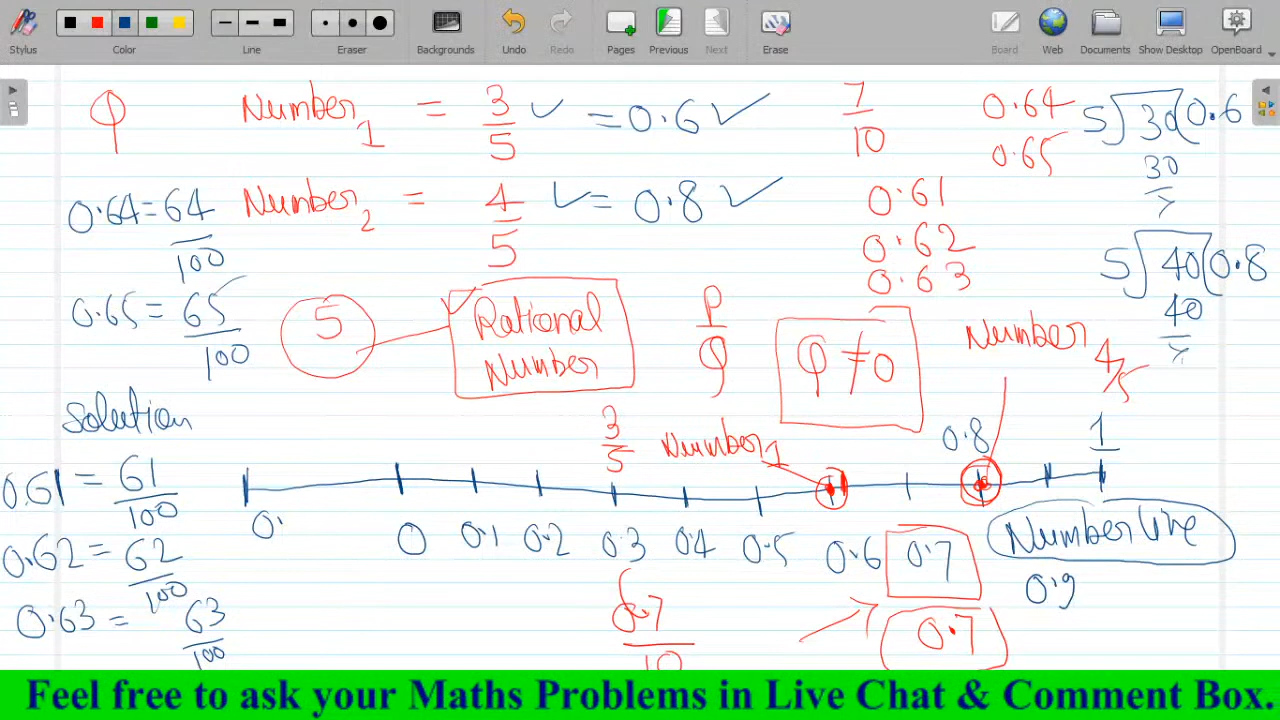 Stylus Color Line Eraser Backgrounds Undo Redo Pages Previous Next Erase Board Web Documents Show Desktop OpenBoard
Q Number1 = 3/5 = 0.6
7/10
0.64
0.65
5 30 0.6
30
Number2 = 4/5 = 0.8
0.61
0.62
0.63
5 40 0.8
40
0.64 = 64/100
0.65 = 65/100
5 Rational
Number
P/Q
Q ≠ 0
Number 4/5
Solution
3/5 Number1
0.8
1
0.61 = 61/100
0.62 = 62/100
0.63 = 63/100
0. 0 0.1 0.2 0.3 0.4 0.5 0.6 0.7
Number line
0.9
0.7/10
0.7
Feel free to ask your Maths Problems in Live Chat & Comment Box.